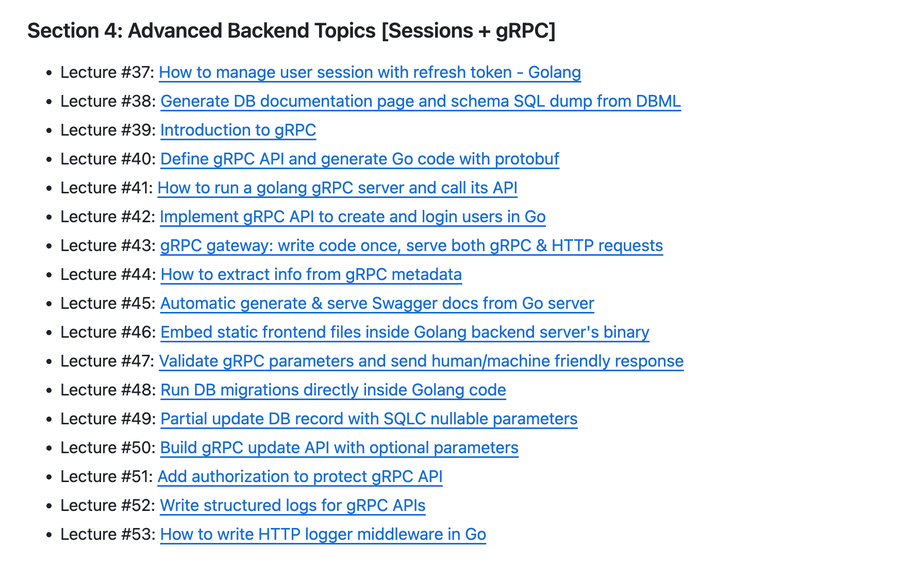 Section 4: Advanced Backend Topics [Sessions + gRPC]
• Lecture #37: How to manage user session with refresh token - Golang
• Lecture #38: Generate DB documentation page and schema SQL dump from DBML
• Lecture #39: Introduction to gRPC
• Lecture #40: Define gRPC API and generate Go code with protobuf
• Lecture #41: How to run a golang gRPC server and call its API
• Lecture #42: Implement gRPC API to create and login users in Go
• Lecture #43: gRPC gateway: write code once, serve both gRPC & HTTP requests
• Lecture #44: How to extract info from gRPC metadata
• Lecture #45: Automatic generate & serve Swagger docs from Go server
• Lecture #46: Embed static frontend files inside Golang backend server's binary
• Lecture #47: Validate gRPC parameters and send human/machine friendly response
• Lecture #48: Run DB migrations directly inside Golang code
• Lecture #49: Partial update DB record with SQLC nullable parameters
• Lecture #50: Build gRPC update API with optional parameters
• Lecture #51: Add authorization to protect gRPC API
• Lecture #52: Write structured logs for gRPC APIs
• Lecture #53: How to write HTTP logger middleware in Go